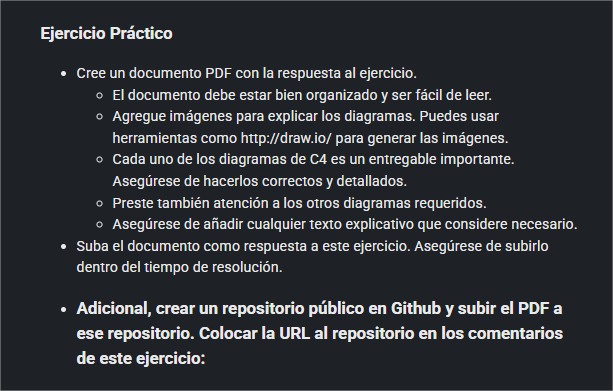 Ejercicio Práctico
• Cree un documento PDF con la respuesta al ejercicio.
○ El documento debe estar bien organizado y ser fácil de leer.
○ Agregue imágenes para explicar los diagramas. Puedes usar
herramientas como http://draw.io/ para generar las imágenes.
○ Cada uno de los diagramas de C4 es un entregable importante.
Asegúrese de hacerlos correctos y detallados.
○ Preste también atención a los otros diagramas requeridos.
○ Asegúrese de añadir cualquier texto explicativo que considere necesario.
• Suba el documento como respuesta a este ejercicio. Asegúrese de subirlo
dentro del tiempo de resolución.
• Adicional, crear un repositorio público en Github y subir el PDF a
ese repositorio. Colocar la URL al repositorio en los comentarios
de este ejercicio: